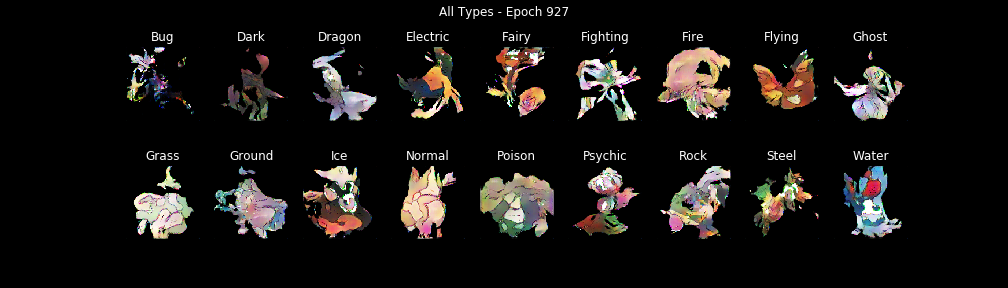 All Types - Epoch 927
Bug Dark Dragon Electric Fairy Fighting Fire Flying Ghost
Grass Ground Ice Normal Poison Psychic Rock Steel Water